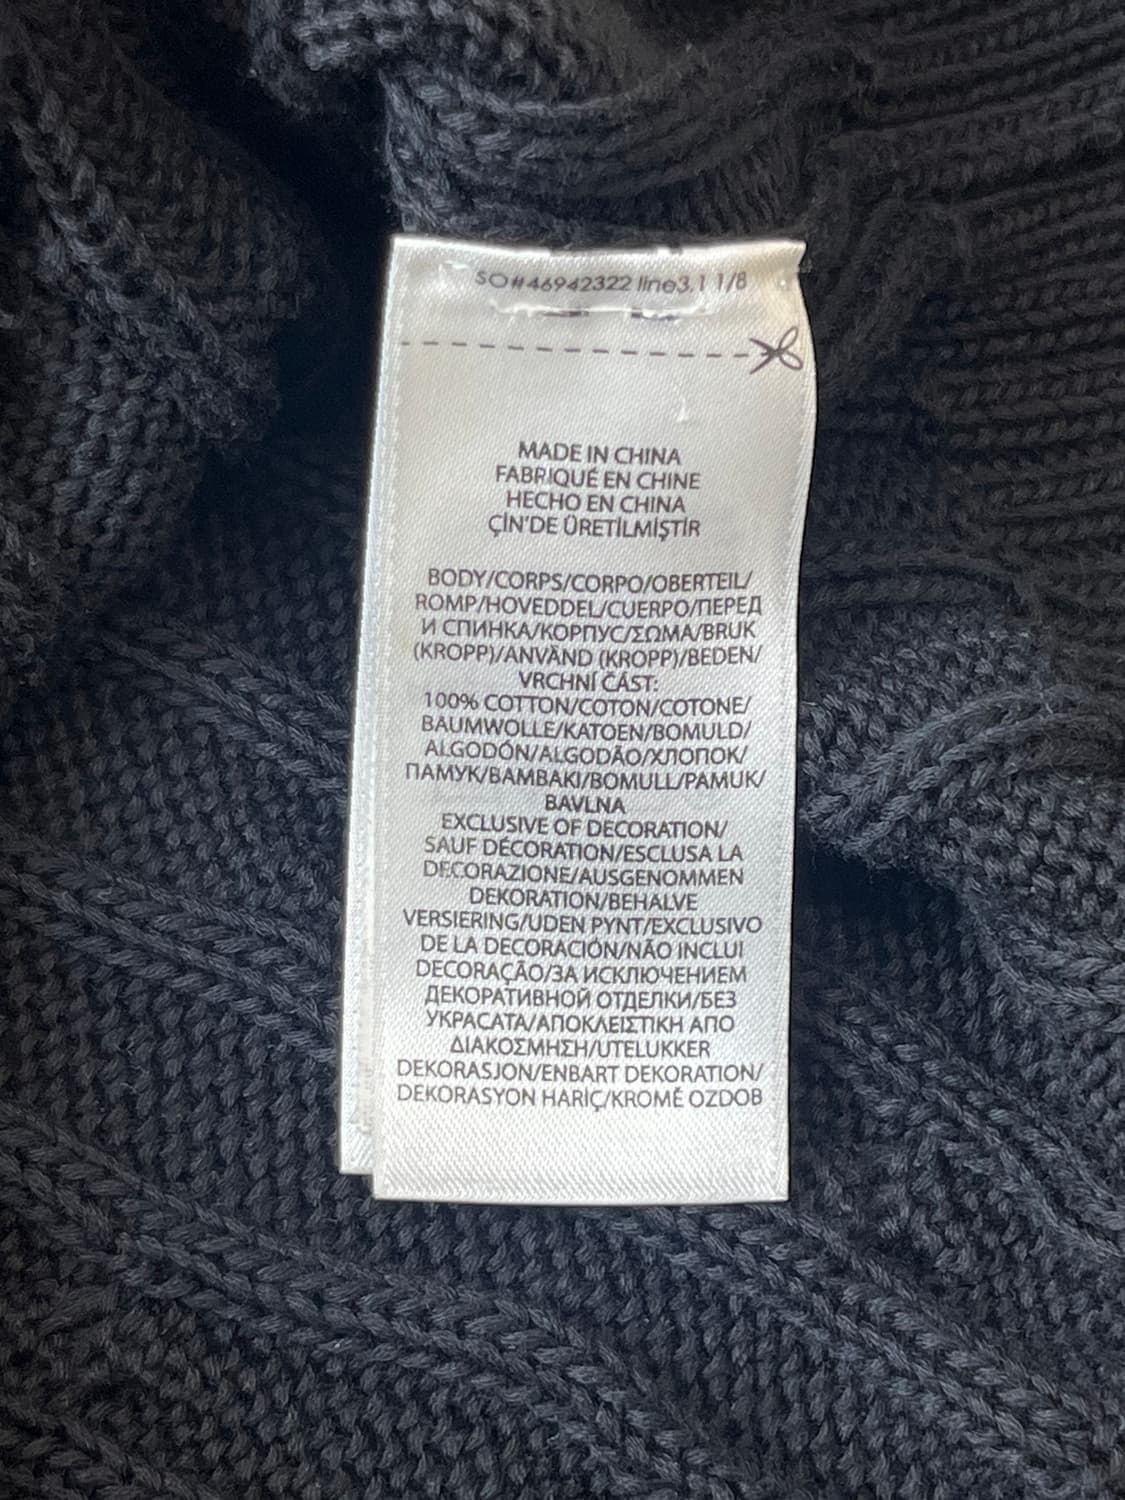 SO#46942322 line3.1 1/8
MADE IN CHINA
FABRIQUÉ EN CHINE
HECHO EN CHINA
ÇİN'DE ÜRETİLMİŞTİR
BODY/CORPS/CORPO/OBERTEIL/
ROMP/HOVEDDEL/CUERPO/ПЕРЕД
И СПИНКА/КОРПУС/ΣΩΜΑ/BRUK
(KROPP)/ANVÄND (KROPP)/BEDEN/
VRCHNÍ ČÁST:
100% COTTON/COTON/COTONE/
BAUMWOLLE/KATOEN/BOMULD/
ALGODÓN/ALGODÃO/ХЛОПОК/
ПАМУК/ΒΑΜΒΑΚΙ/BOMULL/PAMUK/
BAVLNA
EXCLUSIVE OF DECORATION/
SAUF DÉCORATION/ESCLUSA LA
DECORAZIONE/AUSGENOMMEN
DEKORATION/BEHALVE
VERSIERING/UDEN PYNT/EXCLUSIVO
DE LA DECORACIÓN/NÃO INCLUI
DECORAÇÃO/ЗА ИСКЛЮЧЕНИЕМ
ДЕКОРАТИВНОЙ ОТДЕЛКИ/БЕЗ
УКРАСАТА/ΑΠΟΚΛΕΙΣΤΙΚΗ ΑΠΟ
ΔΙΑΚΟΣΜΗΣΗ/UTELUKKER
DEKORASJON/ENBART DEKORATION/
DEKORASYON HARİÇ/KROMĚ OZDOB